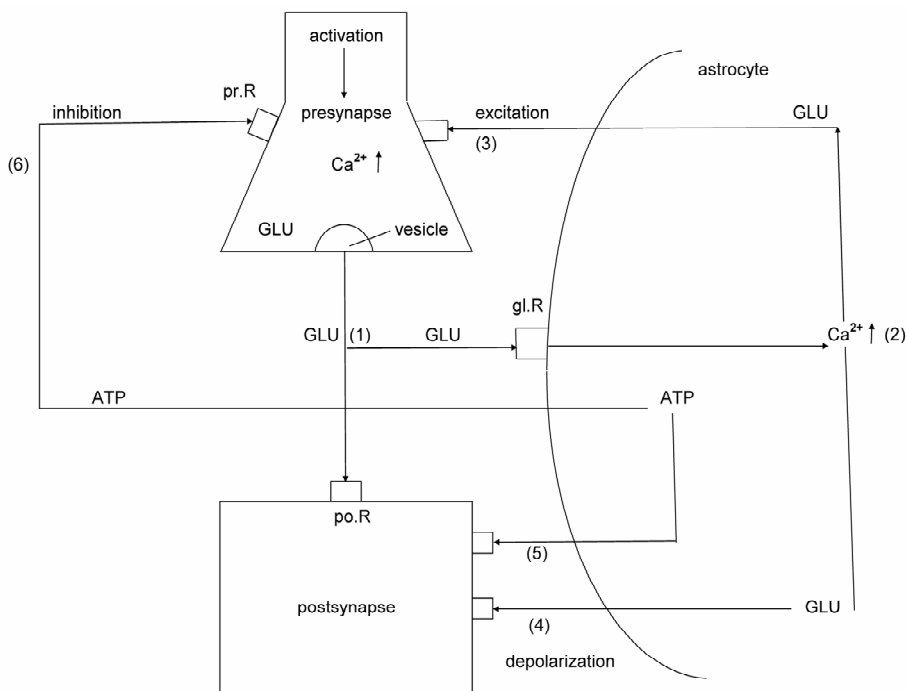 activation
astrocyte
pr.R
inhibition
presynapse
excitation
GLU
(3)
(6)
Ca²⁺ ↑
GLU
vesicle
gl.R
GLU (1)
GLU
Ca²⁺ ↑ (2)
ATP
ATP
po.R
(5)
postsynapse
GLU
(4)
depolarization